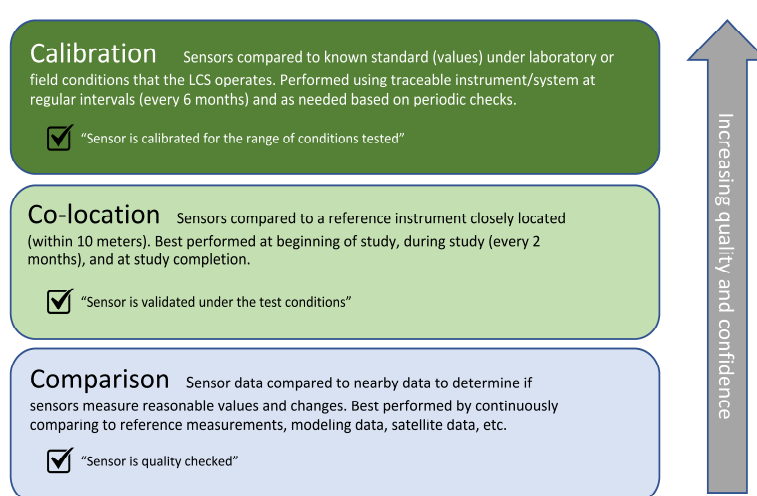 Calibration Sensors compared to known standard (values) under laboratory or
field conditions that the LCS operates. Performed using traceable instrument/system at
regular intervals (every 6 months) and as needed based on periodic checks.
“Sensor is calibrated for the range of conditions tested”
Co-location Sensors compared to a reference instrument closely located
(within 10 meters). Best performed at beginning of study, during study (every 2
months), and at study completion.
“Sensor is validated under the test conditions”
Comparison Sensor data compared to nearby data to determine if
sensors measure reasonable values and changes. Best performed by continuously
comparing to reference measurements, modeling data, satellite data, etc.
“Sensor is quality checked”
Increasing quality and confidence